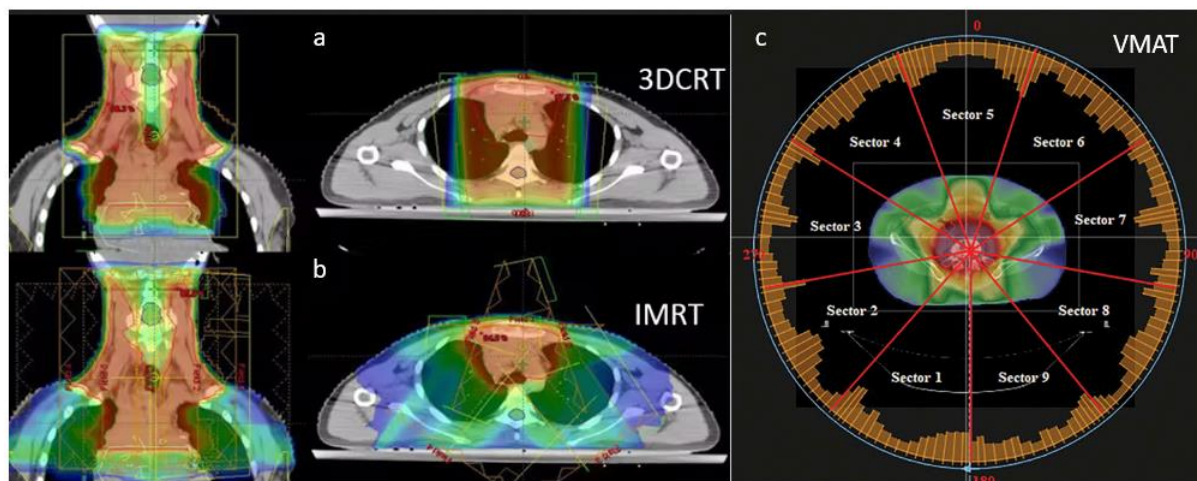 a
3DCRT
b
IMRT
c
VMAT
0
Sector 5
Sector 4
Sector 6
Sector 3
Sector 7
90
Sector 2
Sector 8
Sector 1
Sector 9
180